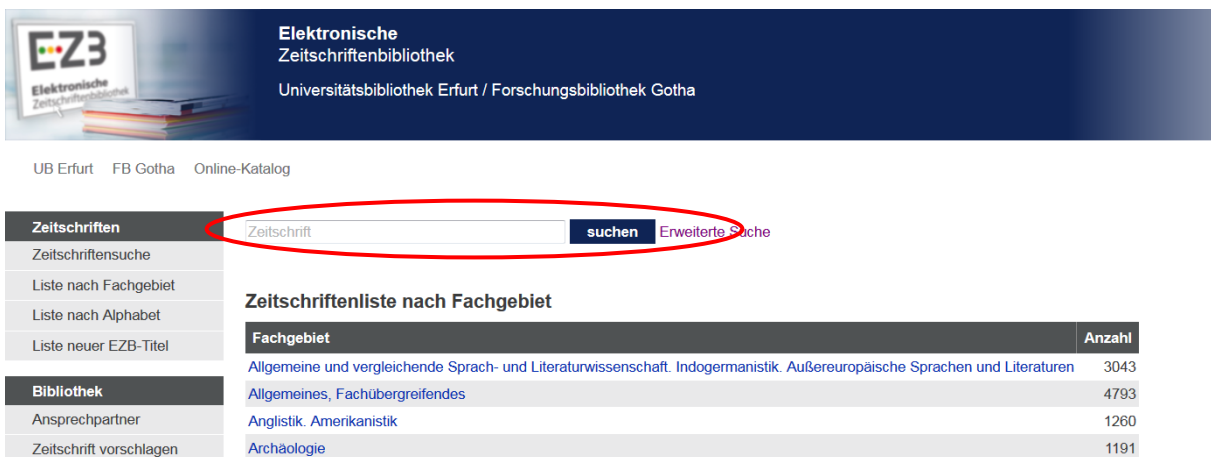 EZB
Elektronische
Zeitschriftenbibliothek
Elektronische
Zeitschriftenbibliothek
Universitätsbibliothek Erfurt / Forschungsbibliothek Gotha
UB Erfurt FB Gotha Online-Katalog
Zeitschriften
Zeitschriftensuche
Liste nach Fachgebiet
Liste nach Alphabet
Liste neuer EZB-Titel
Bibliothek
Ansprechpartner
Zeitschrift vorschlagen
Zeitschrift suchen Erweiterte Suche
Zeitschriftenliste nach Fachgebiet
Fachgebiet Anzahl
Allgemeine und vergleichende Sprach- und Literaturwissenschaft. Indogermanistik. Außereuropäische Sprachen und Literaturen 3043
Allgemeines, Fachübergreifendes 4793
Anglistik. Amerikanistik 1260
Archäologie 1191